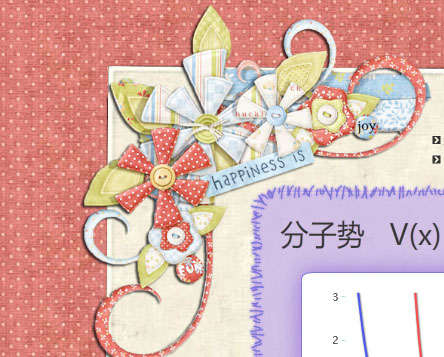 joy
happiness is
分子势 V(x)
3
2